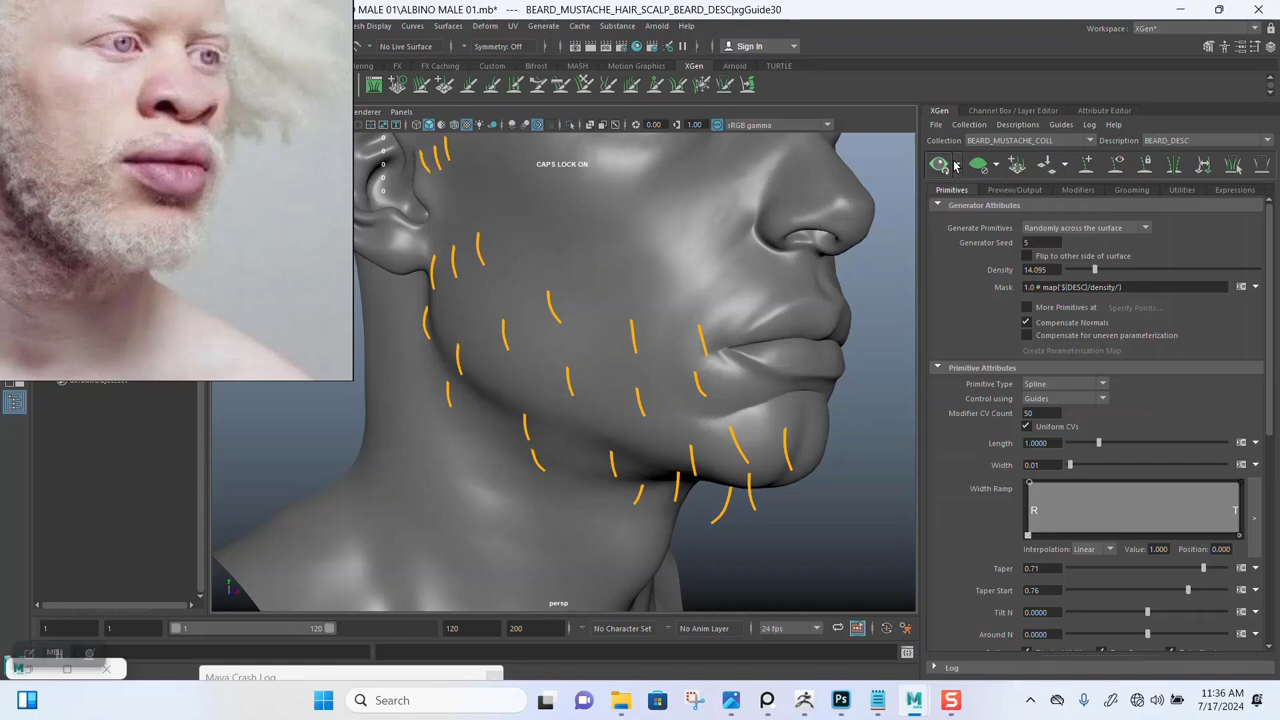 MALE 01\ALBINO MALE 01.mb* --- BEARD_MUSTACHE_HAIR_SCALP_BEARD_DESC|xgGuide30
Mesh Display Curves Surfaces Deform UV Generate Cache Substance Arnold Help
Workspace : XGen*
No Live Surface Symmetry: Off Sign In
FX FX Caching Custom Bifrost MASH Motion Graphics XGen Arnold TURTLE
Renderer Panels
0.00 1.00 sRGB gamma
0
0
0
CAPS LOCK ON
XGen Channel Box / Layer Editor Attribute Editor
File Collection Descriptions Guides Log Help
Collection BEARD_MUSTACHE_COLL Description BEARD_DESC
Primitives Preview/Output Modifiers Grooming Utilities Expressions
Generator Attributes
Generate Primitives Randomly across the surface
Generator Seed 5
Flip to other side of surface
Density 14.095
Mask 1.0 # map('${DESC}/density/')
More Primitives at Specify Points...
Compensate Normals
Compensate for uneven parameterization
Create Parameterization Map
Primitive Attributes
Primitive Type Spline
Control using Guides
Modifier CV Count 50
Uniform CVs
Length 1.0000
Width 0.01
Width Ramp R T
Interpolation: Linear Value: 1.000 Position: 0.000
Taper 0.71
Taper Start 0.76
Tilt N 0.0000
Around N 0.0000
Log
y
persp
1 1 1 120 120 200 No Character Set No Anim Layer 24 fps
MEL
Maya Crash Log
Search
11:36 AM
7/17/2024